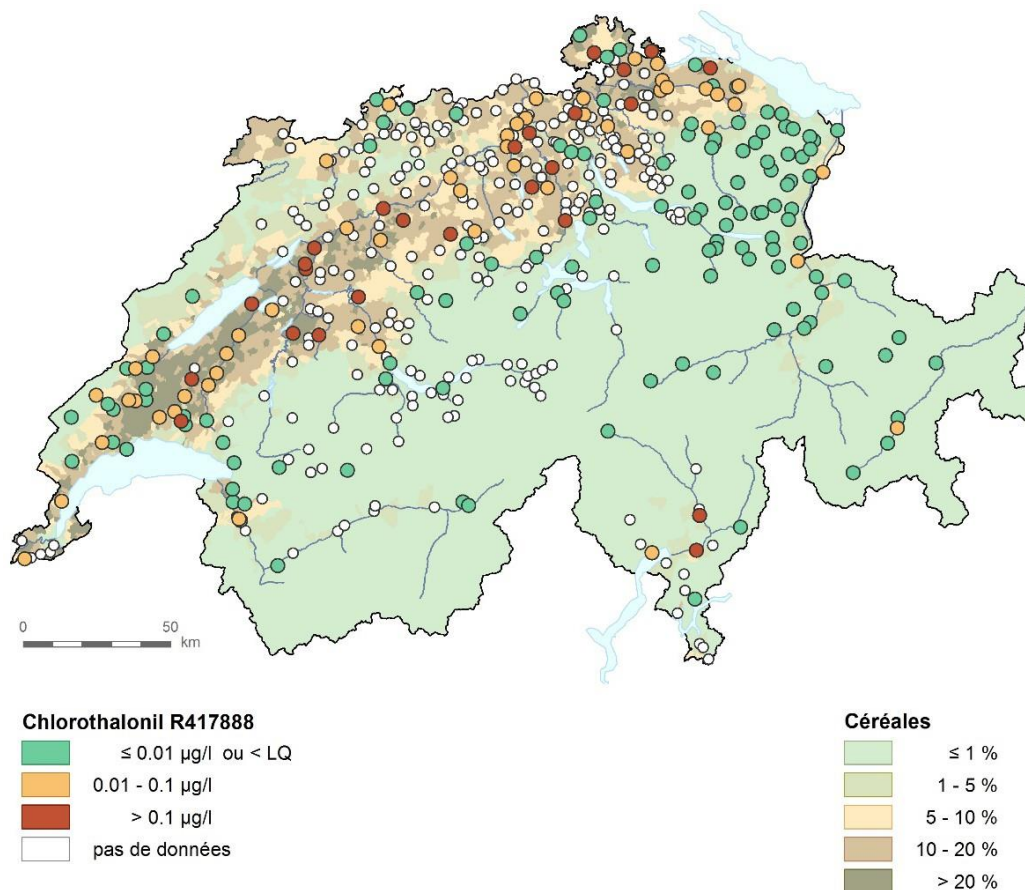 0 50
km
Chlorothalonil R417888
≤ 0.01 µg/l ou < LQ
0.01 - 0.1 µg/l
> 0.1 µg/l
pas de données
Céréales
≤ 1 %
1 - 5 %
5 - 10 %
10 - 20 %
> 20 %